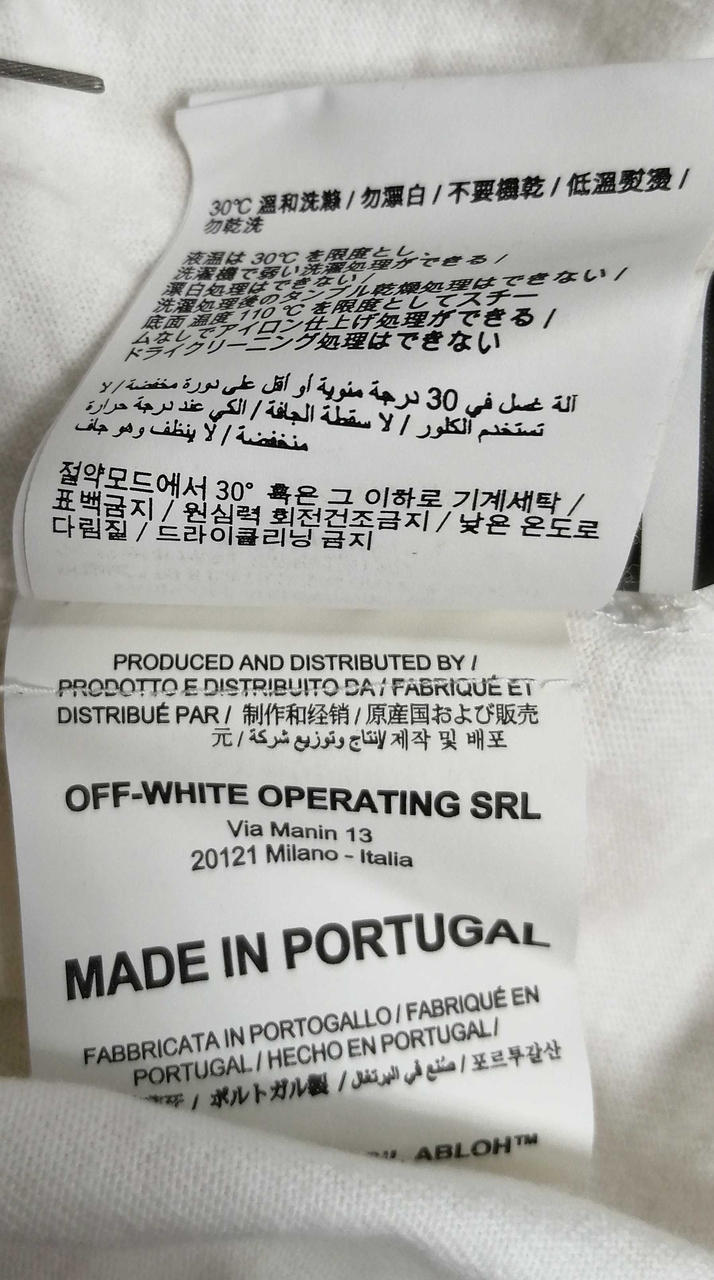 30℃ 溫和洗滌 / 勿漂白 / 不要機乾 / 低溫熨燙 /
勿乾洗
液温は 30℃ を限度とし、
洗濯機で弱い洗濯処理ができる /
漂白処理はできない /
洗濯処理後のタンブル乾燥処理はできない /
底面 温度 110 ℃ を限度としてスチー
ムなしでアイロン仕上げ処理ができる /
ドライクリーニング処理はできない
آلة غسل في 30 درجة مئوية أو أقل على دورة مخفضة / لا
تستخدم الكلور / لا سقطة الجافة / الكي عند درجة حرارة
منخفضة / لا ينظف وهو جاف
절약모드에서 30° 혹은 그 이하로 기계세탁 /
표백금지 / 원심력 회전건조금지 / 낮은 온도로
다림질 / 드라이클리닝 금지
PRODUCED AND DISTRIBUTED BY /
PRODOTTO E DISTRIBUITO DA / FABRIQUÉ ET
DISTRIBUÉ PAR / 制作和经销 / 原産国および販売
元 / إنتاج وتوزيع شركة / 제작 및 배포
OFF-WHITE OPERATING SRL
Via Manin 13
20121 Milano - Italia
MADE IN PORTUGAL
FABBRICATA IN PORTOGALLO / FABRIQUÉ EN
PORTUGAL / HECHO EN PORTUGAL /
/ ポルトガル製 / صُنع في البرتغال / 포르투갈산
ABLOH™